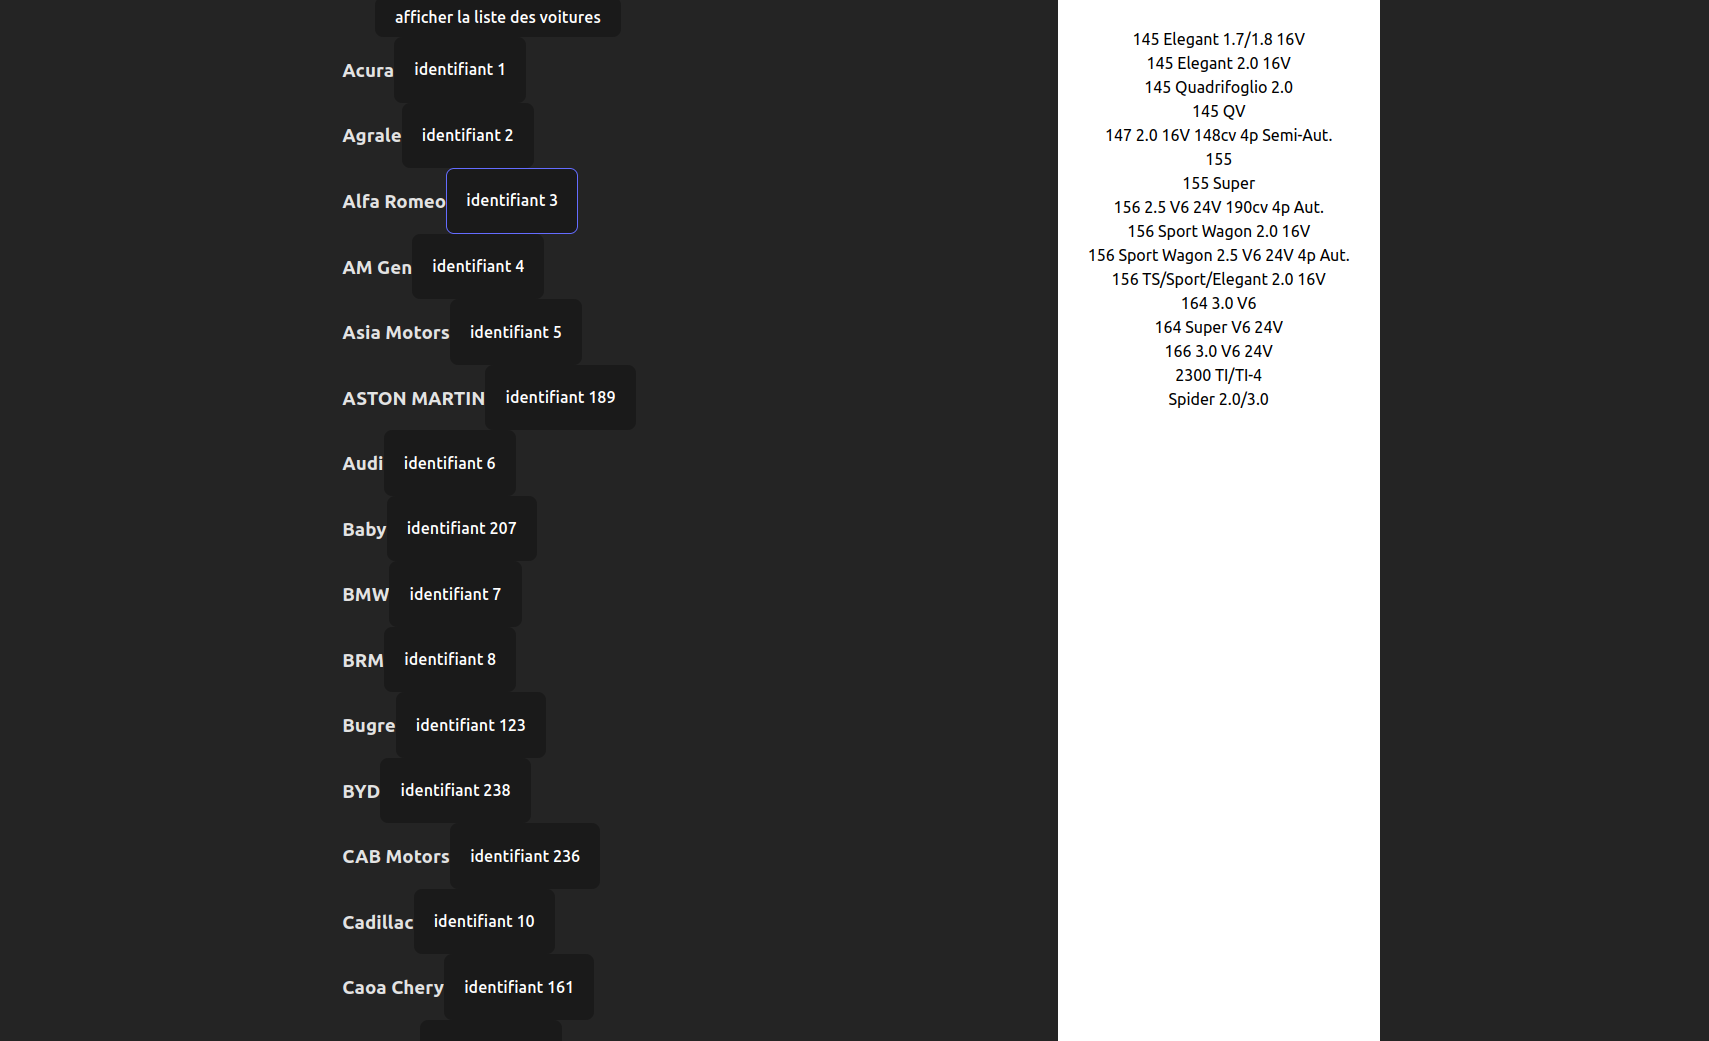 afficher la liste des voitures
Acura identifiant 1
Agrale identifiant 2
Alfa Romeo identifiant 3
AM Gen identifiant 4
Asia Motors identifiant 5
ASTON MARTIN identifiant 189
Audi identifiant 6
Baby identifiant 207
BMW identifiant 7
BRM identifiant 8
Bugre identifiant 123
BYD identifiant 238
CAB Motors identifiant 236
Cadillac identifiant 10
Caoa Chery identifiant 161
145 Elegant 1.7/1.8 16V
145 Elegant 2.0 16V
145 Quadrifoglio 2.0
145 QV
147 2.0 16V 148cv 4p Semi-Aut.
155
155 Super
156 2.5 V6 24V 190cv 4p Aut.
156 Sport Wagon 2.0 16V
156 Sport Wagon 2.5 V6 24V 4p Aut.
156 TS/Sport/Elegant 2.0 16V
164 3.0 V6
164 Super V6 24V
166 3.0 V6 24V
2300 TI/TI-4
Spider 2.0/3.0